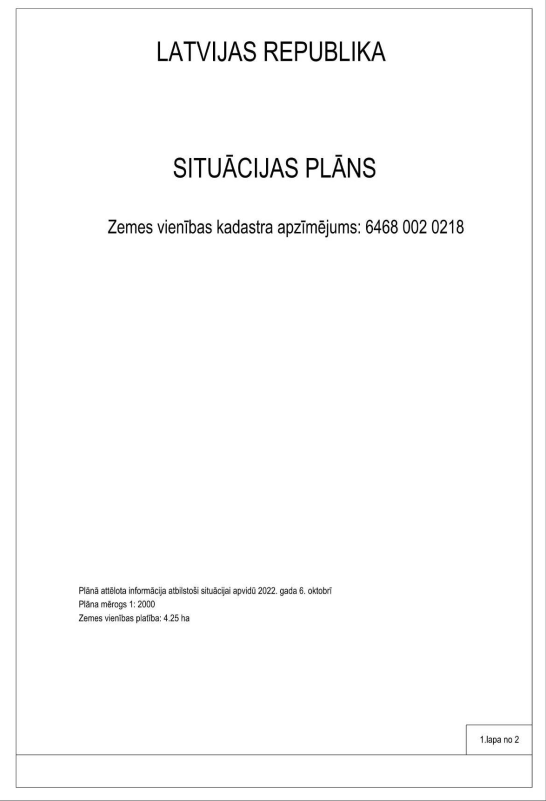 LATVIJAS REPUBLIKA
SITUĀCIJAS PLĀNS
Zemes vienības kadastra apzīmējums: 6468 002 0218
Plānā attēlota informācija atbilstoši situācijai apvidū 2022. gada 6. oktobrī
Plāna mērogs 1: 2000
Zemes vienības platība: 4.25 ha
1.lapa no 2